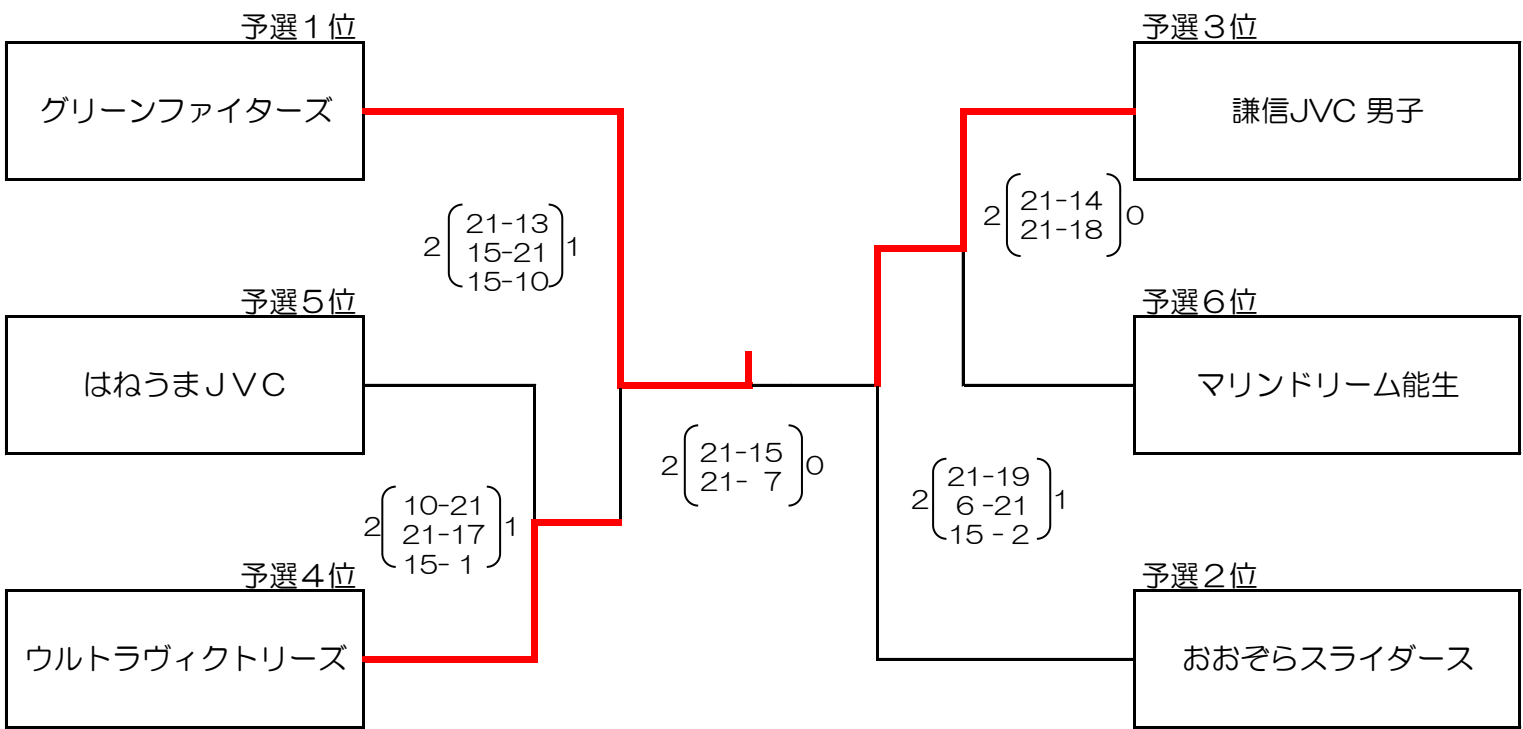 予選１位
グリーンファイターズ
予選３位
謙信JVC 男子
2 21-13 1
15-21
15-10
2 21-14 0
21-18
予選５位
はねうまＪＶＣ
予選６位
マリンドリーム能生
2 10-21 1
21-17
15- 1
2 21-15 0
21- 7
2 21-19 1
6 -21
15 - 2
予選４位
ウルトラヴィクトリーズ
予選２位
おおぞらスライダース